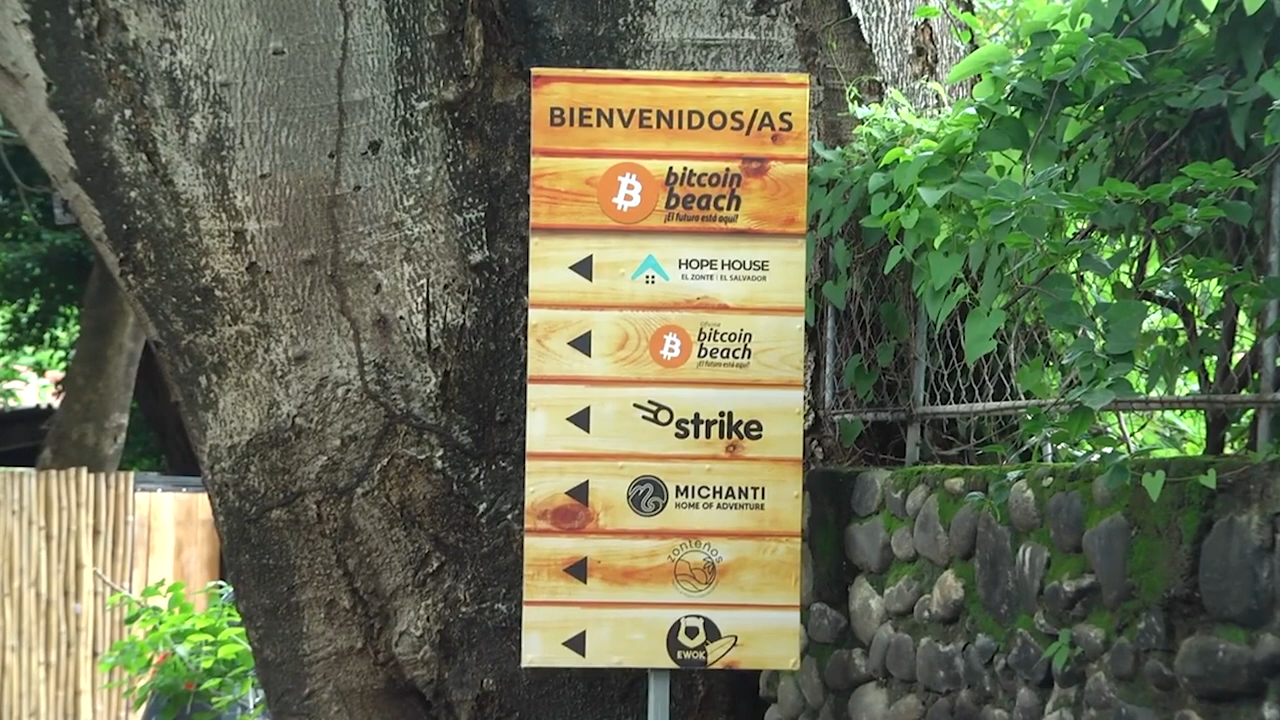 BIENVENIDOS/AS
bitcoin
beach
¡El futuro está aquí!
HOPE HOUSE
EL ZONTE | EL SALVADOR
bitcoin
beach
¡El futuro está aquí!
strike
MICHANTI
HOME OF ADVENTURE
zonteños
EWOK